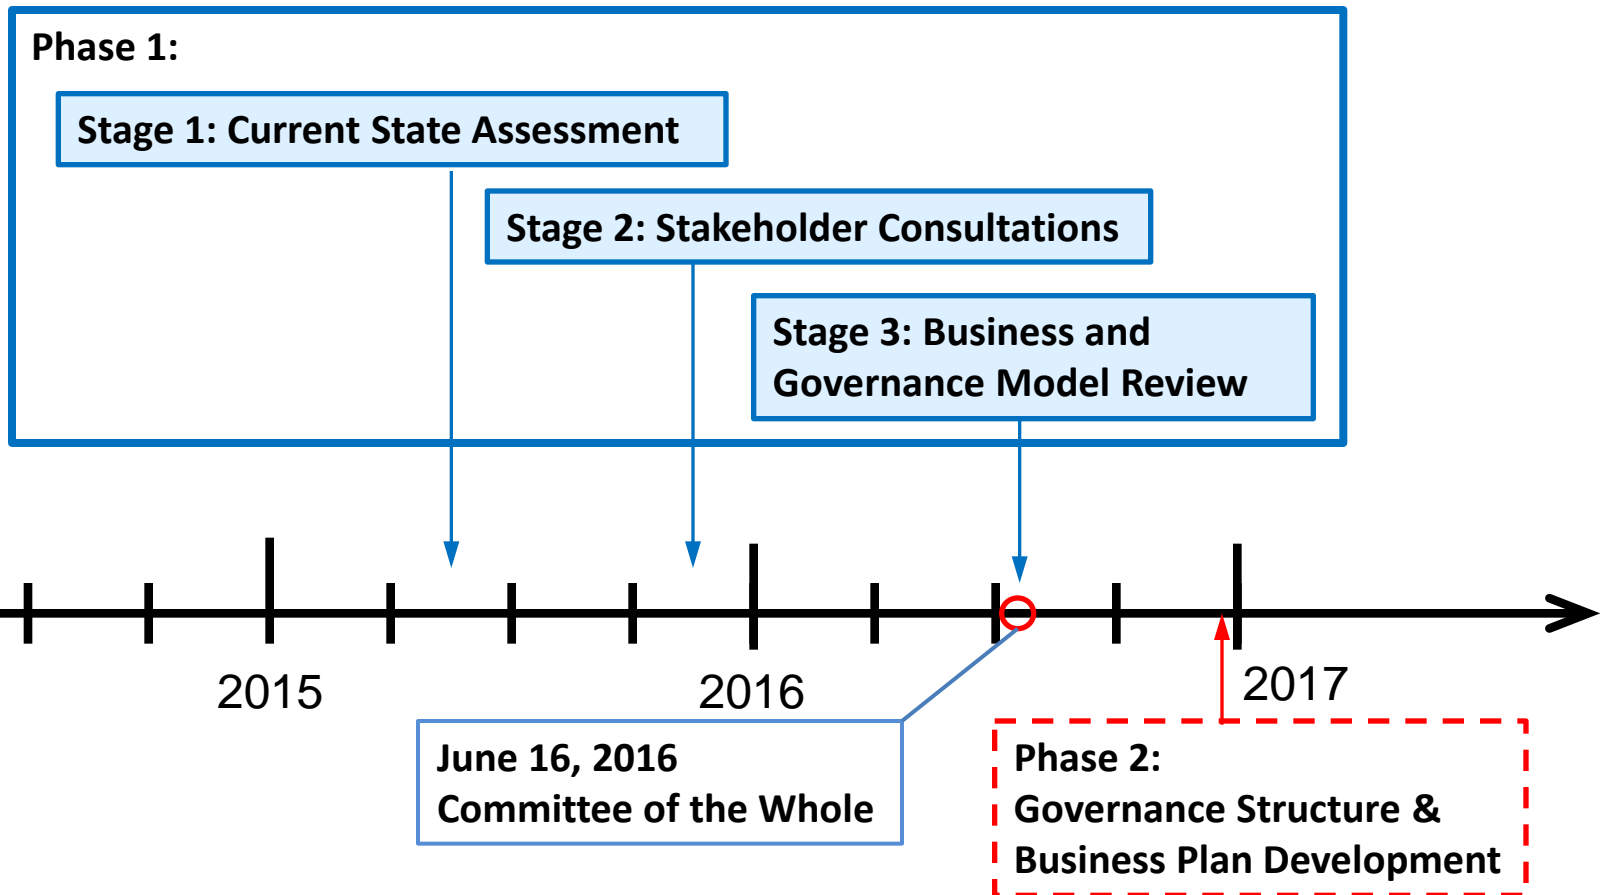 Phase 1:
Stage 1: Current State Assessment
Stage 2: Stakeholder Consultations
Stage 3: Business and
Governance Model Review
2015
2016
2017
June 16, 2016
Committee of the Whole
Phase 2:
Governance Structure &
Business Plan Development